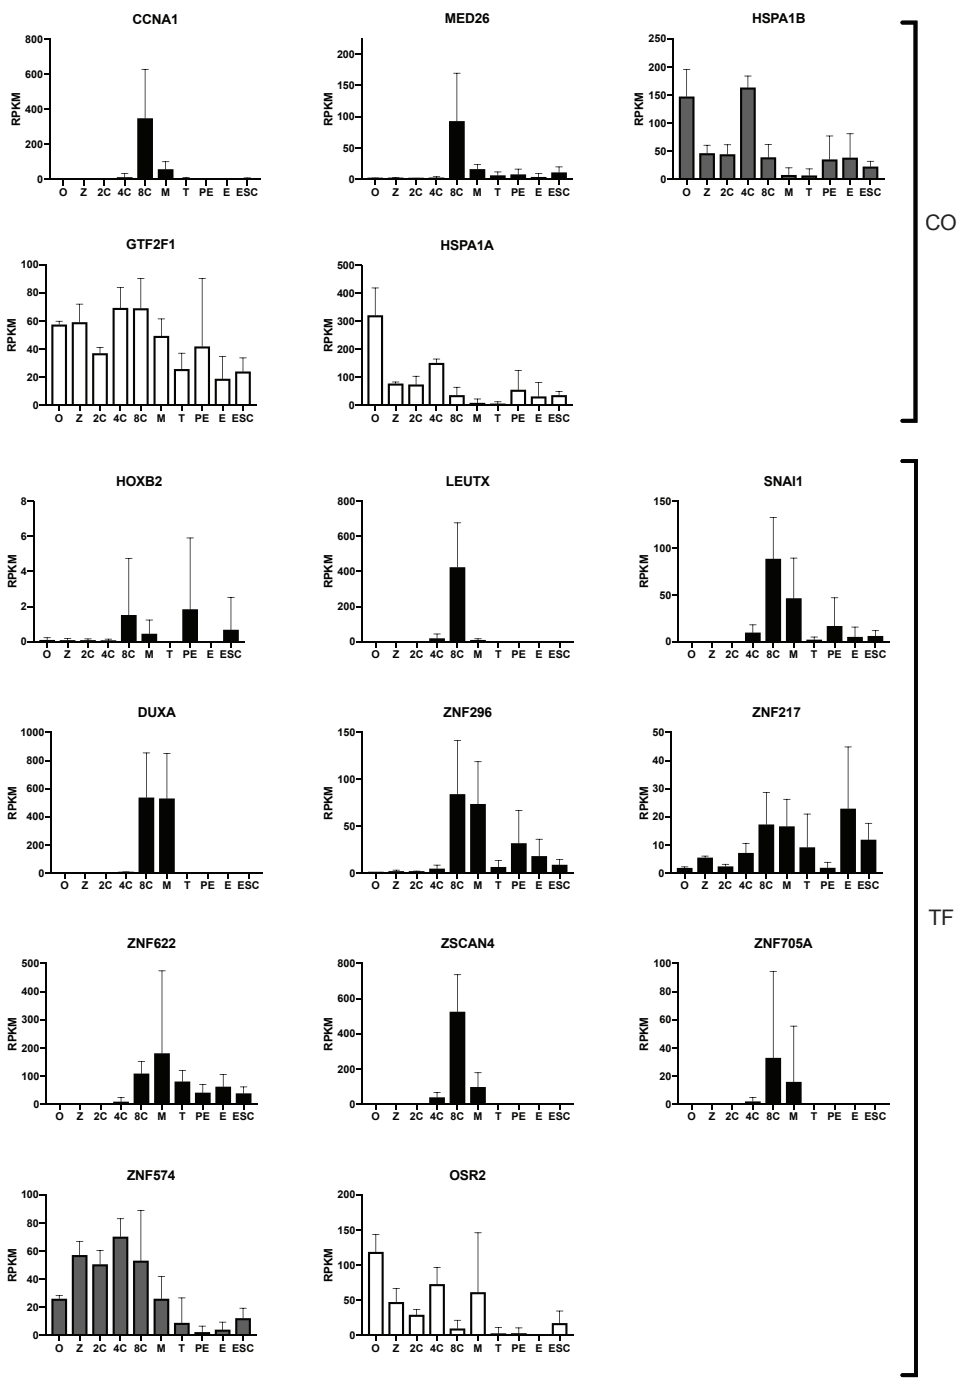 CCNA1
MED26
HSPA1B
800
600
400
200
0
RPKM
O Z 2C 4C 8C M T PE E ESC
200
150
100
50
0
RPKM
O Z 2C 4C 8C M T PE E ESC
250
200
150
100
50
0
RPKM
O Z 2C 4C 8C M T PE E ESC
CO
GTF2F1
HSPA1A
100
80
60
40
20
0
RPKM
O Z 2C 4C 8C M T PE E ESC
500
400
300
200
100
0
RPKM
O Z 2C 4C 8C M T PE E ESC
HOXB2
LEUTX
SNAI1
8
6
4
2
0
RPKM
O Z 2C 4C 8C M T PE E ESC
800
600
400
200
0
RPKM
O Z 2C 4C 8C M T PE E ESC
150
100
50
0
RPKM
O Z 2C 4C 8C M T PE E ESC
DUXA
ZNF296
ZNF217
1000
800
600
400
200
0
RPKM
O Z 2C 4C 8C M T PE E ESC
150
100
50
0
RPKM
O Z 2C 4C 8C M T PE E ESC
50
40
30
20
10
0
RPKM
O Z 2C 4C 8C M T PE E ESC
TF
ZNF622
ZSCAN4
ZNF705A
500
400
300
200
100
0
RPKM
O Z 2C 4C 8C M T PE E ESC
800
600
400
200
0
RPKM
O Z 2C 4C 8C M T PE E ESC
100
80
60
40
20
0
RPKM
O Z 2C 4C 8C M T PE E ESC
ZNF574
OSR2
100
80
60
40
20
0
RPKM
O Z 2C 4C 8C M T PE E ESC
200
150
100
50
0
RPKM
O Z 2C 4C 8C M T PE E ESC